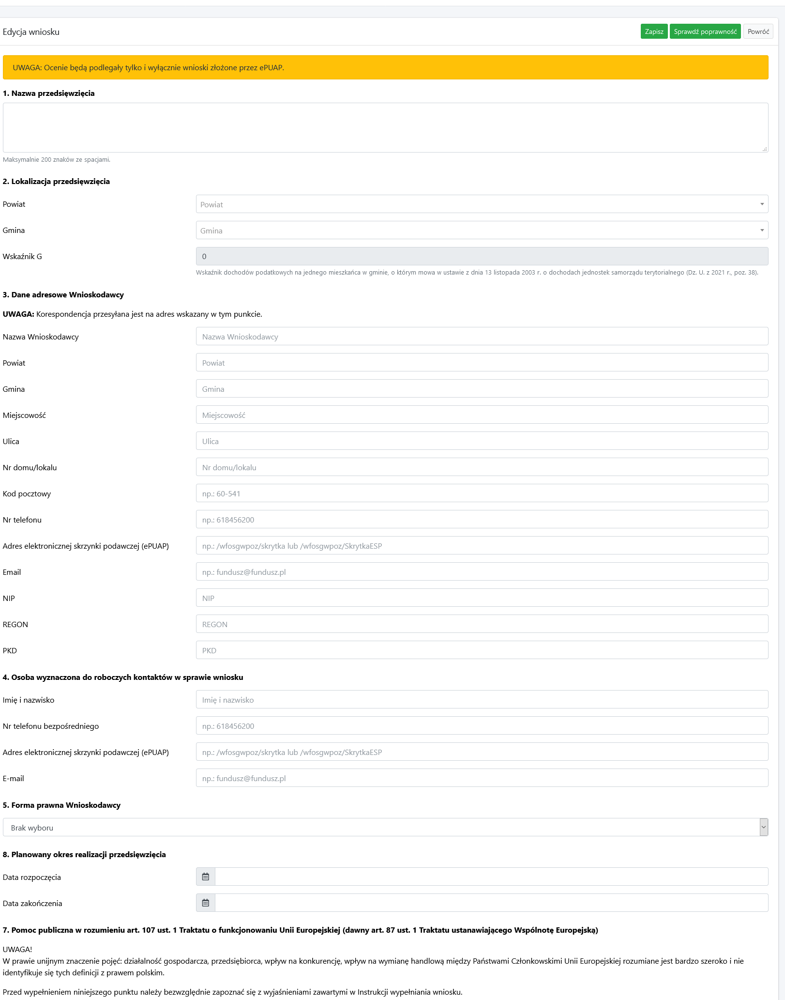 Edycja wniosku
Zapisz
Sprawdź poprawność
Powróć
UWAGA: Ocenie będą podlegały tylko i wyłącznie wnioski złożone przez ePUAP.
1. Nazwa przedsięwzięcia
Maksymalnie 200 znaków ze spacjami.
2. Lokalizacja przedsięwzięcia
Powiat
Powiat
Gmina
Gmina
Wskaźnik G
0
Wskaźnik dochodów podatkowych na jednego mieszkańca w gminie, o którym mowa w ustawie z dnia 13 listopada 2003 r. o dochodach jednostek samorządu terytorialnego (Dz. U. z 2021 r., poz. 38).
3. Dane adresowe Wnioskodawcy
UWAGA: Korespondencja przesyłana jest na adres wskazany w tym punkcie.
Nazwa Wnioskodawcy
Nazwa Wnioskodawcy
Powiat
Powiat
Gmina
Gmina
Miejscowość
Miejscowość
Ulica
Ulica
Nr domu/lokalu
Nr domu/lokalu
Kod pocztowy
np.: 60-541
Nr telefonu
np.: 618456200
Adres elektronicznej skrzynki podawczej (ePUAP)
np.: /wfosgwpoz/skrytka lub /wfosgwpoz/SkrytkaESP
Email
np.: fundusz@fundusz.pl
NIP
NIP
REGON
REGON
PKD
PKD
4. Osoba wyznaczona do roboczych kontaktów w sprawie wniosku
Imię i nazwisko
Imię i nazwisko
Nr telefonu bezpośredniego
np.: 618456200
Adres elektronicznej skrzynki podawczej (ePUAP)
np.: /wfosgwpoz/skrytka lub /wfosgwpoz/SkrytkaESP
E-mail
np.: fundusz@fundusz.pl
5. Forma prawna Wnioskodawcy
Brak wyboru
8. Planowany okres realizacji przedsięwzięcia
Data rozpoczęcia
Data zakończenia
7. Pomoc publiczna w rozumieniu art. 107 ust. 1 Traktatu o funkcjonowaniu Unii Europejskiej (dawny art. 87 ust. 1 Traktatu ustanawiającego Wspólnotę Europejską)
UWAGA!
W prawie unijnym znaczenie pojęć: działalność gospodarcza, przedsiębiorca, wpływ na konkurencję, wpływ na wymianę handlową między Państwami Członkowskimi Unii Europejskiej rozumiane jest bardzo szeroko i nie
identyfikuje się tych definicji z prawem polskim.
Przed wypełnieniem niniejszego punktu należy bezwzględnie zapoznać się z wyjaśnieniami zawartymi w Instrukcji wypełniania wniosku.